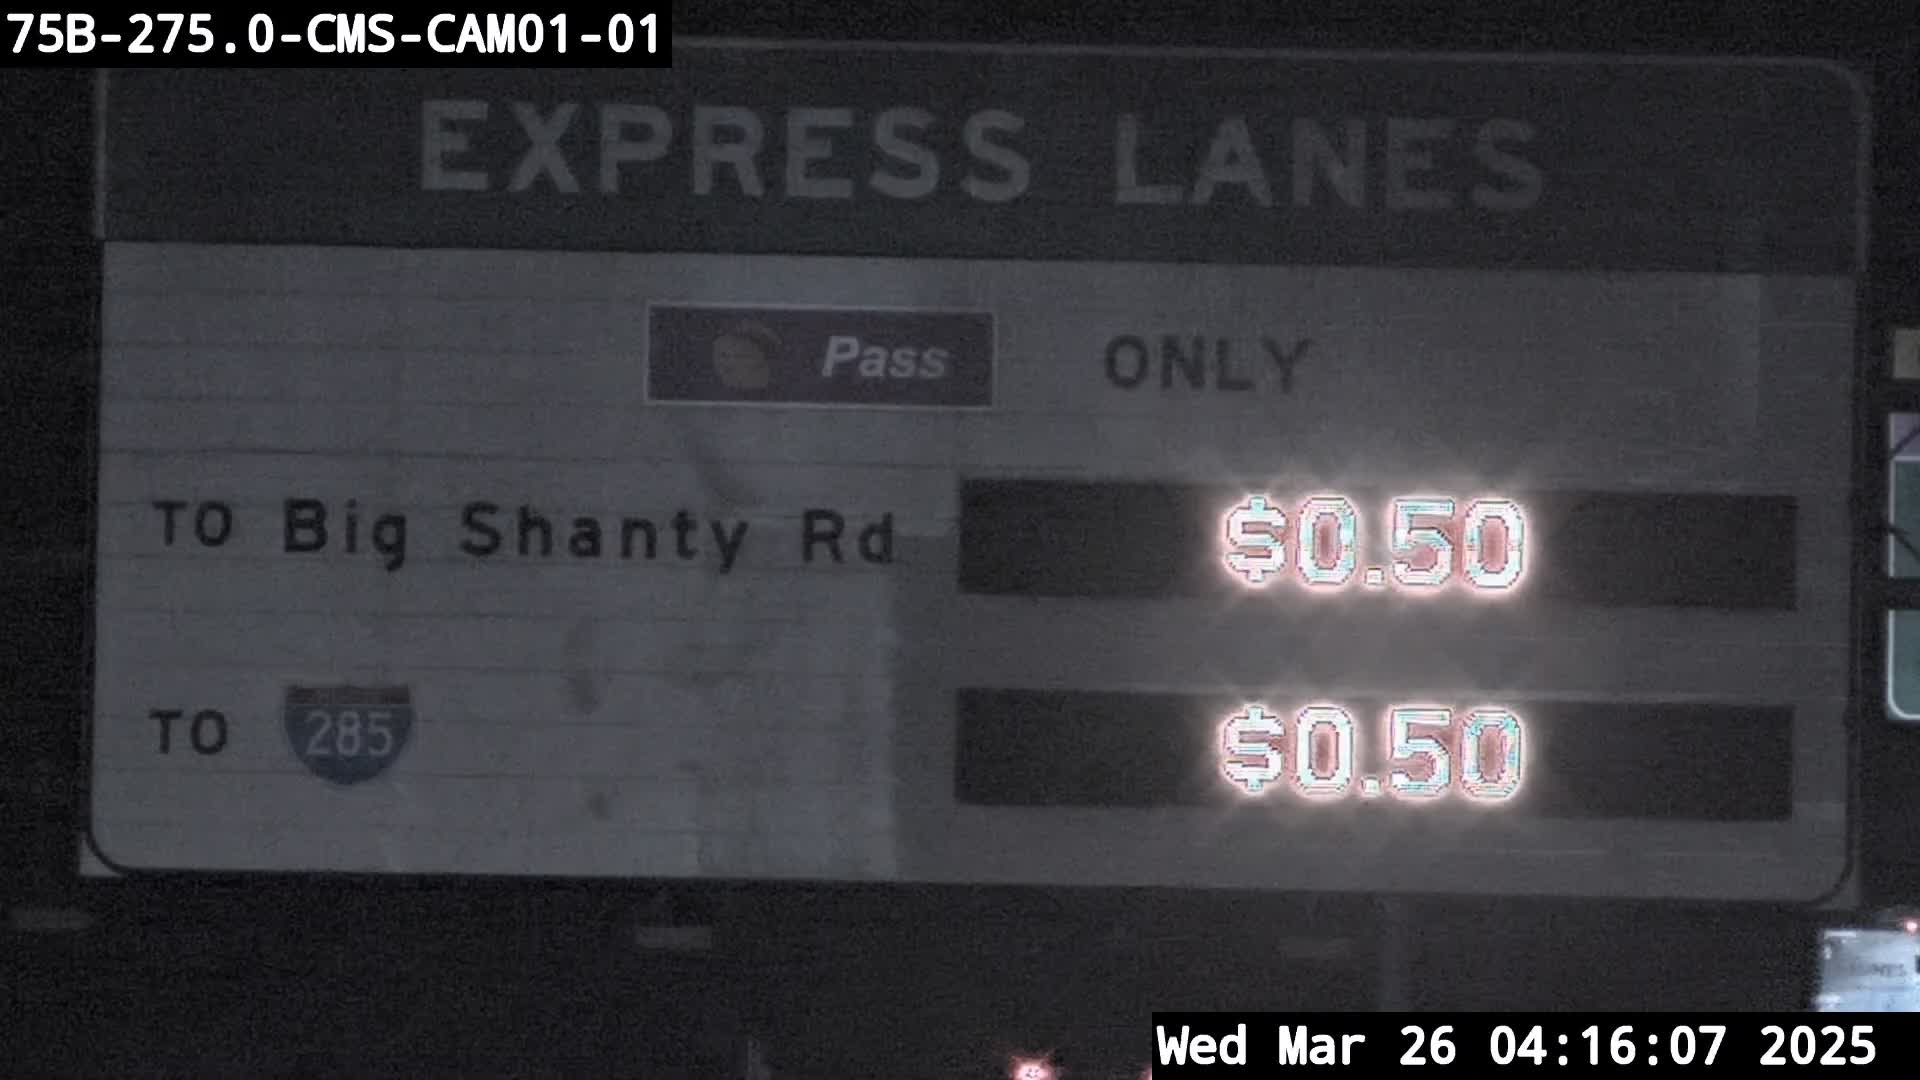 75B-275.0-CMS-CAM01-01
EXPRESS LANES
Pass ONLY
TO Big Shanty Rd $0.50
TO 285 $0.50
Wed Mar 26 04:16:07 2025